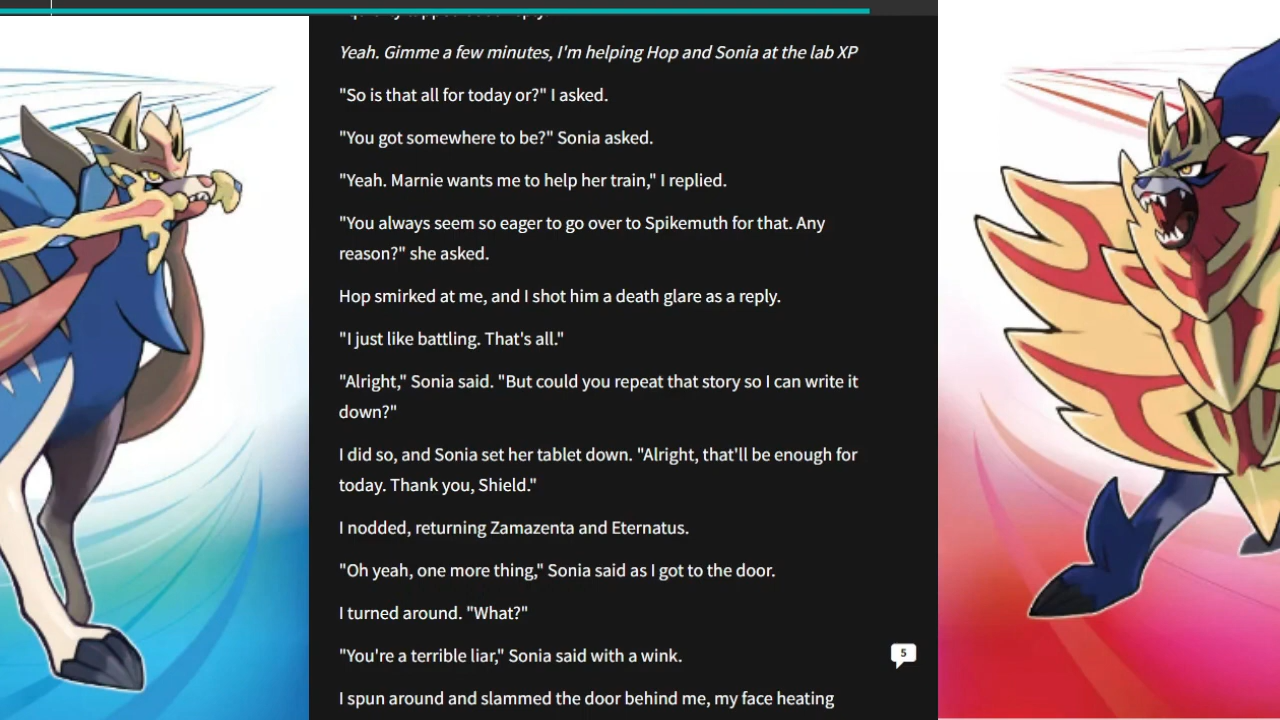 Yeah. Gimme a few minutes, I'm helping Hop and Sonia at the lab XP
"So is that all for today or?" I asked.
"You got somewhere to be?" Sonia asked.
"Yeah. Marnie wants me to help her train," I replied.
"You always seem so eager to go over to Spikemuth for that. Any
reason?" she asked.
Hop smirked at me, and I shot him a death glare as a reply.
"I just like battling. That's all."
"Alright," Sonia said. "But could you repeat that story so I can write it
down?"
I did so, and Sonia set her tablet down. "Alright, that'll be enough for
today. Thank you, Shield."
I nodded, returning Zamazenta and Eternatus.
"Oh yeah, one more thing," Sonia said as I got to the door.
I turned around. "What?"
"You're a terrible liar," Sonia said with a wink.
5
I spun around and slammed the door behind me, my face heating